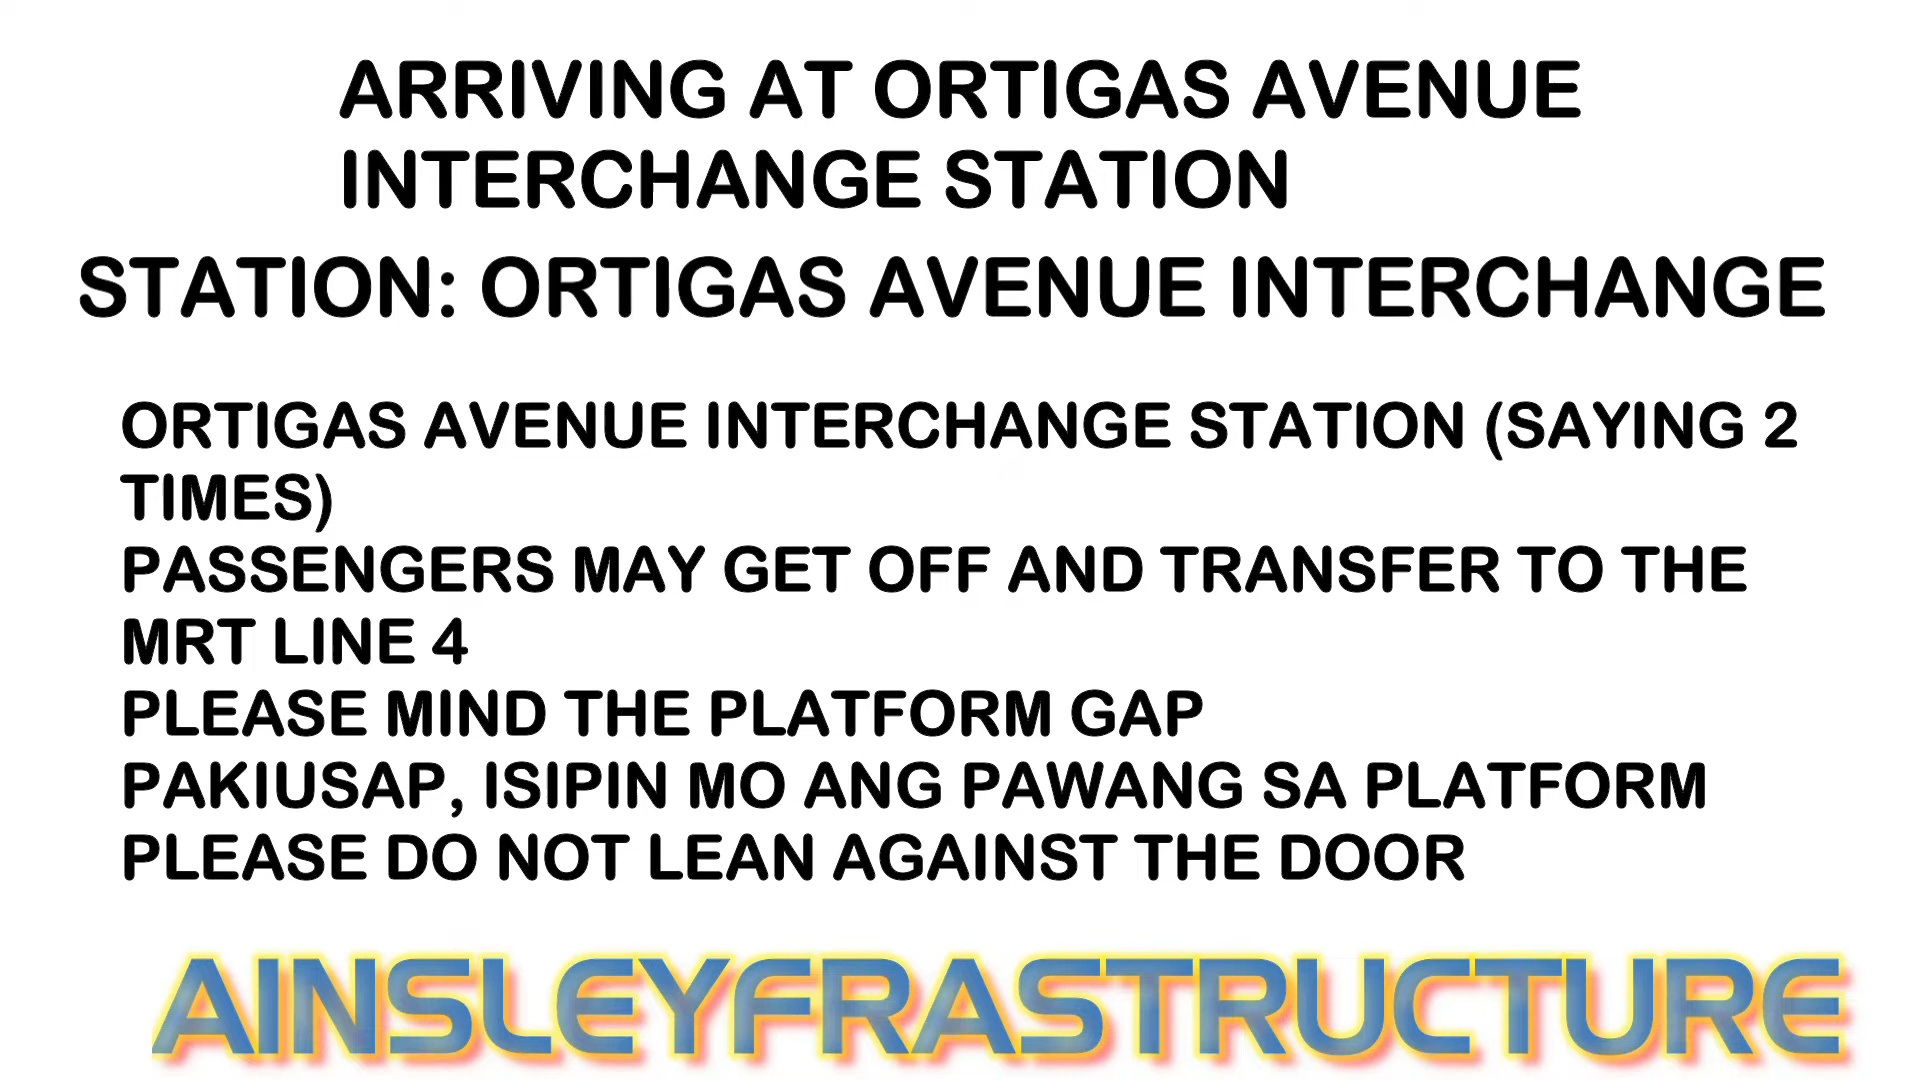 ARRIVING AT ORTIGAS AVENUE
INTERCHANGE STATION
STATION: ORTIGAS AVENUE INTERCHANGE
ORTIGAS AVENUE INTERCHANGE STATION (SAYING 2
TIMES)
PASSENGERS MAY GET OFF AND TRANSFER TO THE
MRT LINE 4
PLEASE MIND THE PLATFORM GAP
PAKIUSAP, ISIPIN MO ANG PAWANG SA PLATFORM
PLEASE DO NOT LEAN AGAINST THE DOOR
AINSLEYFRASTRUCTURE